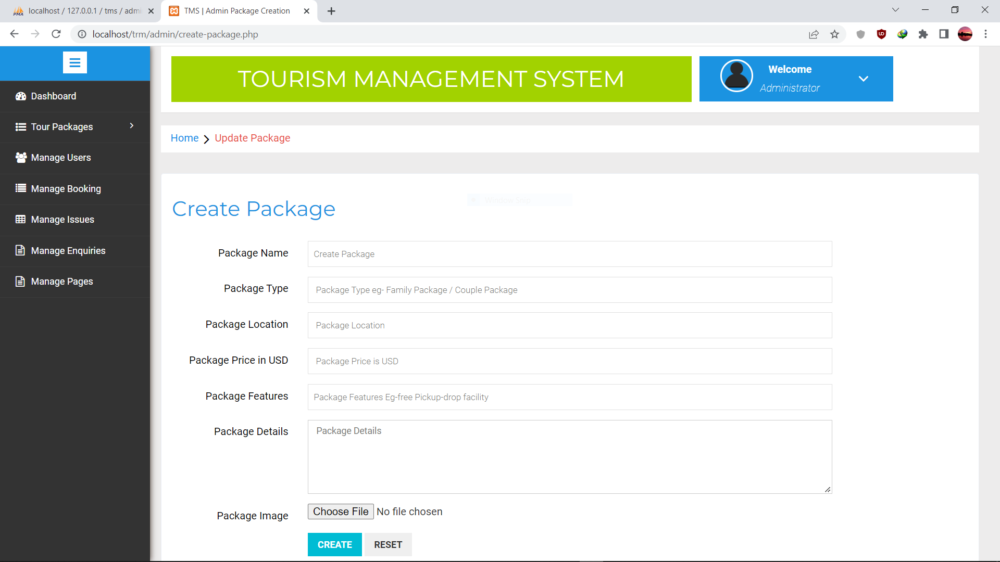 localhost / 127.0.0.1 / tms / admi
TMS | Admin Package Creation
localhost/trm/admin/create-package.php
TOURISM MANAGEMENT SYSTEM
Welcome
Administrator
Dashboard
Tour Packages
Manage Users
Manage Booking
Manage Issues
Manage Enquiries
Manage Pages
Home > Update Package
Window Snip
Create Package
Package Name
Create Package
Package Type
Package Type eg- Family Package / Couple Package
Package Location
Package Location
Package Price in USD
Package Price is USD
Package Features
Package Features Eg-free Pickup-drop facility
Package Details
Package Details
Package Image
Choose File No file chosen
CREATE RESET